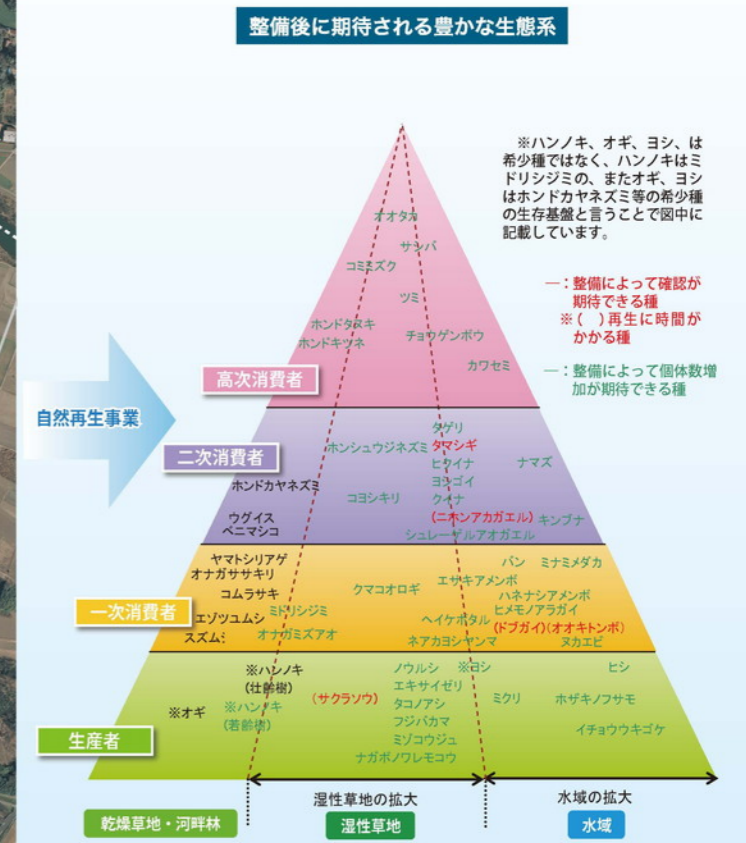 整備後に期待される豊かな生態系
※ハンノキ、オギ、ヨシ、は
希少種ではなく、ハンノキはミ
ドリシジミの、またオギ、ヨシ
はホンドカヤネズミ等の希少種
の生存基盤と言うことで図中に
記載しています。
―：整備によって確認が
期待できる種
※（　）再生に時間が
かかる種
―：整備によって個体数増
加が期待できる種
自然再生事業
高次消費者
オオタカ
サシバ
コミミズク
ツミ
ホンドタヌキ
ホンドキツネ
チョウゲンボウ
カワセミ
二次消費者
タゲリ
ホンシュウジネズミ
タマシギ
ヒクイナ
ナマズ
ヨシゴイ
ホンドカヤネズミ
コヨシキリ
クイナ
ウグイス
ベニマシコ
(ニホンアカガエル)
キンブナ
シュレーゲルアオガエル
一次消費者
ヤマトシリアゲ
バン
ミナミメダカ
オナガササキリ
エサキアメンボ
クマコオロギ
コムラサキ
ハネナシアメンボ
ミドリシジミ
ヒメモノアラガイ
エゾツユムシ
ヘイケボタル
(ドブガイ)(オオキトンボ)
スズムシ
オナガミズアオ
ネアカヨシヤンマ
ヌカエビ
生産者
※ハンノキ
(壮齢樹)
ノウルシ
※ヨシ
ヒシ
エキサイゼリ
(サクラソウ)
タコノアシ
ミクリ
ホザキノフサモ
※オギ
※ハンノキ
(若齢樹)
フジバカマ
ミゾコウジュ
イチョウウキゴケ
ナガボノワレモコウ
湿性草地の拡大
水域の拡大
乾燥草地・河畔林
湿性草地
水域